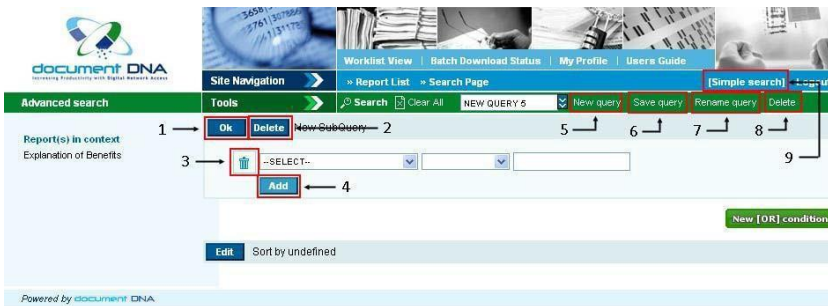 document DNA
Increasing Productivity with Digital Network Access
Worklist View | Batch Download Status | My Profile | Users Guide
Site Navigation
» Report List » Search Page
[Simple search]
Logout
Advanced search
Tools
Search
Clear All
NEW QUERY 5
New query
Save query
Rename query
Delete
1
Ok
Delete
New SubQuery
2
5
6
7
8
Report(s) in context
Explanation of Benefits
3
--SELECT--
9
Add
4
New [OR] condition
Edit
Sort by undefined
Powered by document DNA